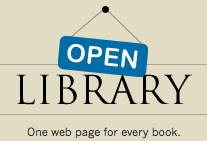 OPEN
LIBRARY
One web page for every book.